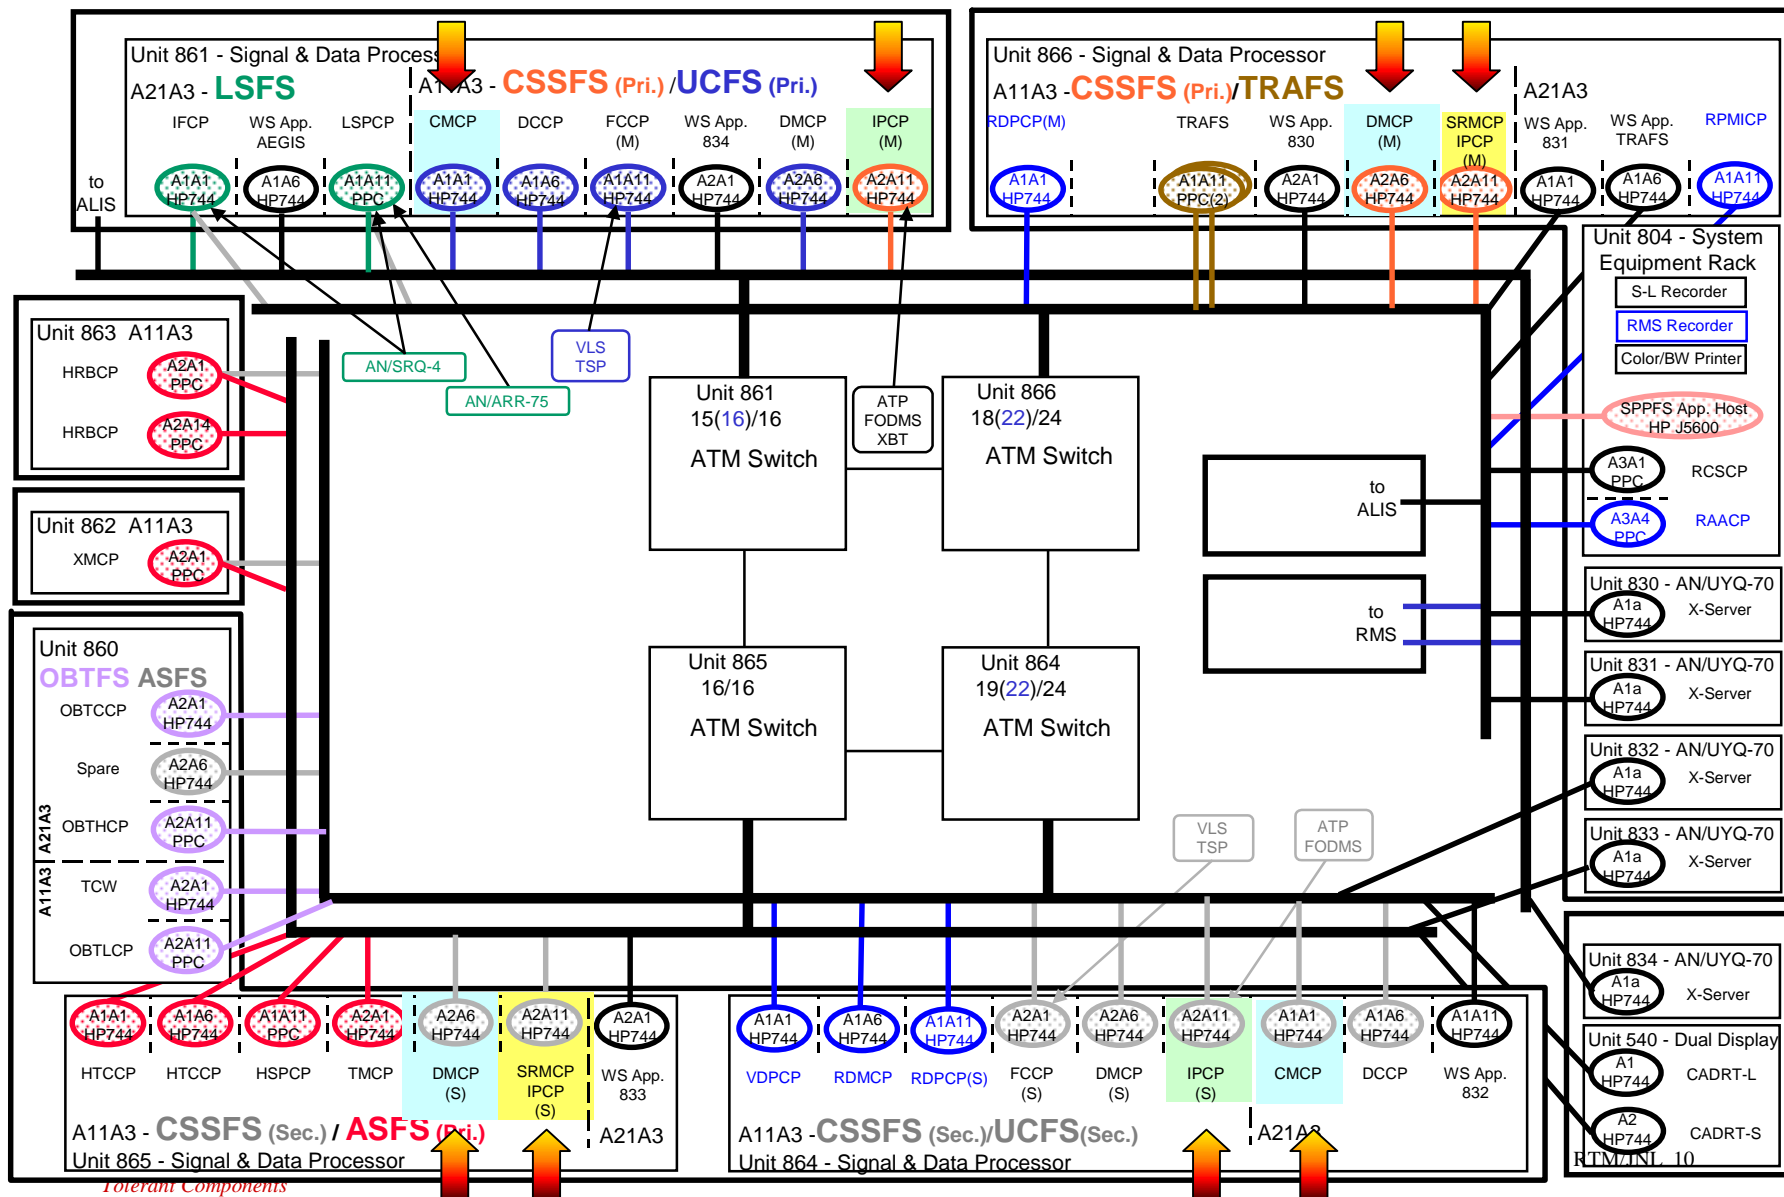 Unit 861 - Signal & Data Process
A21A3 - LSFS
A11A3 - CSSFS (Pri.) /UCFS (Pri.)
IFCP
WS App.
AEGIS
LSPCP
CMCP
DCCP
FCCP
(M)
WS App.
834
DMCP
(M)
IPCP
(M)
A1A1
HP744
A1A6
HP744
A1A11
PPC
A1A1
HP744
A1A6
HP744
A1A11
HP744
A2A1
HP744
A2A6
HP744
A2A11
HP744
to
ALIS
Unit 866 - Signal & Data Processor
A11A3 -CSSFS (Pri.)/TRAFS
A21A3
RDPCP(M)
TRAFS
WS App.
830
DMCP
(M)
SRMCP
IPCP
(M)
WS App.
831
WS App.
TRAFS
RPMICP
A1A1
HP744
A1A11
PPC(2)
A2A1
HP744
A2A6
HP744
A2A11
HP744
A1A1
HP744
A1A6
HP744
A1A11
HP744
Unit 804 - System
Equipment Rack
S-L Recorder
RMS Recorder
Color/BW Printer
SPPFS App. Host
HP J5600
A3A1
PPC
RCSCP
A3A4
PPC
RAACP
Unit 863 A11A3
HRBCP
A2A1
PPC
HRBCP
A2A14
PPC
Unit 862 A11A3
XMCP
A2A1
PPC
AN/SRQ-4
AN/ARR-75
VLS
TSP
ATP
FODMS
XBT
Unit 861
15(16)/16
ATM Switch
Unit 866
18(22)/24
ATM Switch
Unit 865
16/16
ATM Switch
Unit 864
19(22)/24
ATM Switch
to
ALIS
to
RMS
Unit 830 - AN/UYQ-70
A1a
HP744
X-Server
Unit 831 - AN/UYQ-70
A1a
HP744
X-Server
Unit 832 - AN/UYQ-70
A1a
HP744
X-Server
Unit 833 - AN/UYQ-70
A1a
HP744
X-Server
Unit 834 - AN/UYQ-70
A1a
HP744
X-Server
Unit 540 - Dual Display
A1
HP744
CADRT-L
A2
HP744
CADRT-S
Unit 860
OBTFS ASFS
OBTCCP
A2A1
HP744
Spare
A2A6
HP744
A21A3
OBTHCP
A2A11
PPC
A11A3
TCW
A2A1
HP744
OBTLCP
A2A11
PPC
VLS
TSP
ATP
FODMS
A1A1
HP744
A1A6
HP744
A1A11
PPC
A2A1
HP744
A2A6
HP744
A2A11
HP744
A2A1
HP744
HTCCP
HTCCP
HSPCP
TMCP
DMCP
(S)
SRMCP
IPCP
(S)
WS App.
833
A11A3 - CSSFS (Sec.) / ASFS (Pri.)
A21A3
Unit 865 - Signal & Data Processor
A1A1
HP744
A1A6
HP744
A1A11
HP744
A2A1
HP744
A2A6
HP744
A2A11
HP744
A1A1
HP744
A1A6
HP744
A1A11
HP744
VDPCP
RDMCP
RDPCP(S)
FCCP
(S)
DMCP
(S)
IPCP
(S)
CMCP
DCCP
WS App.
832
A11A3 -CSSFS (Sec.)/UCFS(Sec.)
A21A3
Unit 864 - Signal & Data Processor
RTM/JNL 10
Tolerant Components